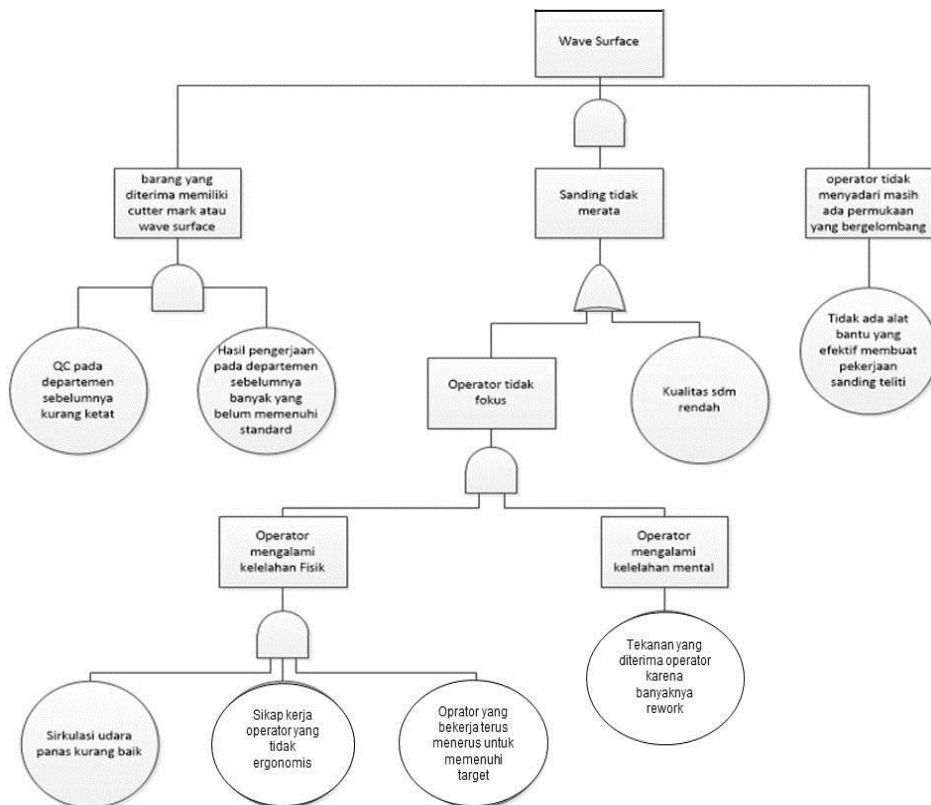 Wave Surface
barang yang
diterima memiliki
cutter mark atau
wave surface
Sanding tidak
merata
operator tidak
menyadari masih
ada permukaan
yang bergelombang
QC pada
departemen
sebelumnya
kurang ketat
Hasil pengerjaan
pada departemen
sebelumnya
banyak yang
belum memenuhi
standard
Operator tidak
fokus
Kualitas sdm
rendah
Tidak ada alat
bantu yang
efektif membuat
pekerjaan
sanding teliti
Operator
mengalami
kelelahan Fisik
Operator
mengalami
kelelahan mental
Sirkulasi udara
panas kurang baik
Sikap kerja
operator yang
tidak
ergonomis
Oprator yang
bekerja terus
menerus untuk
memenuhi
target
Tekanan yang
diterima operator
karena
banyaknya
rework